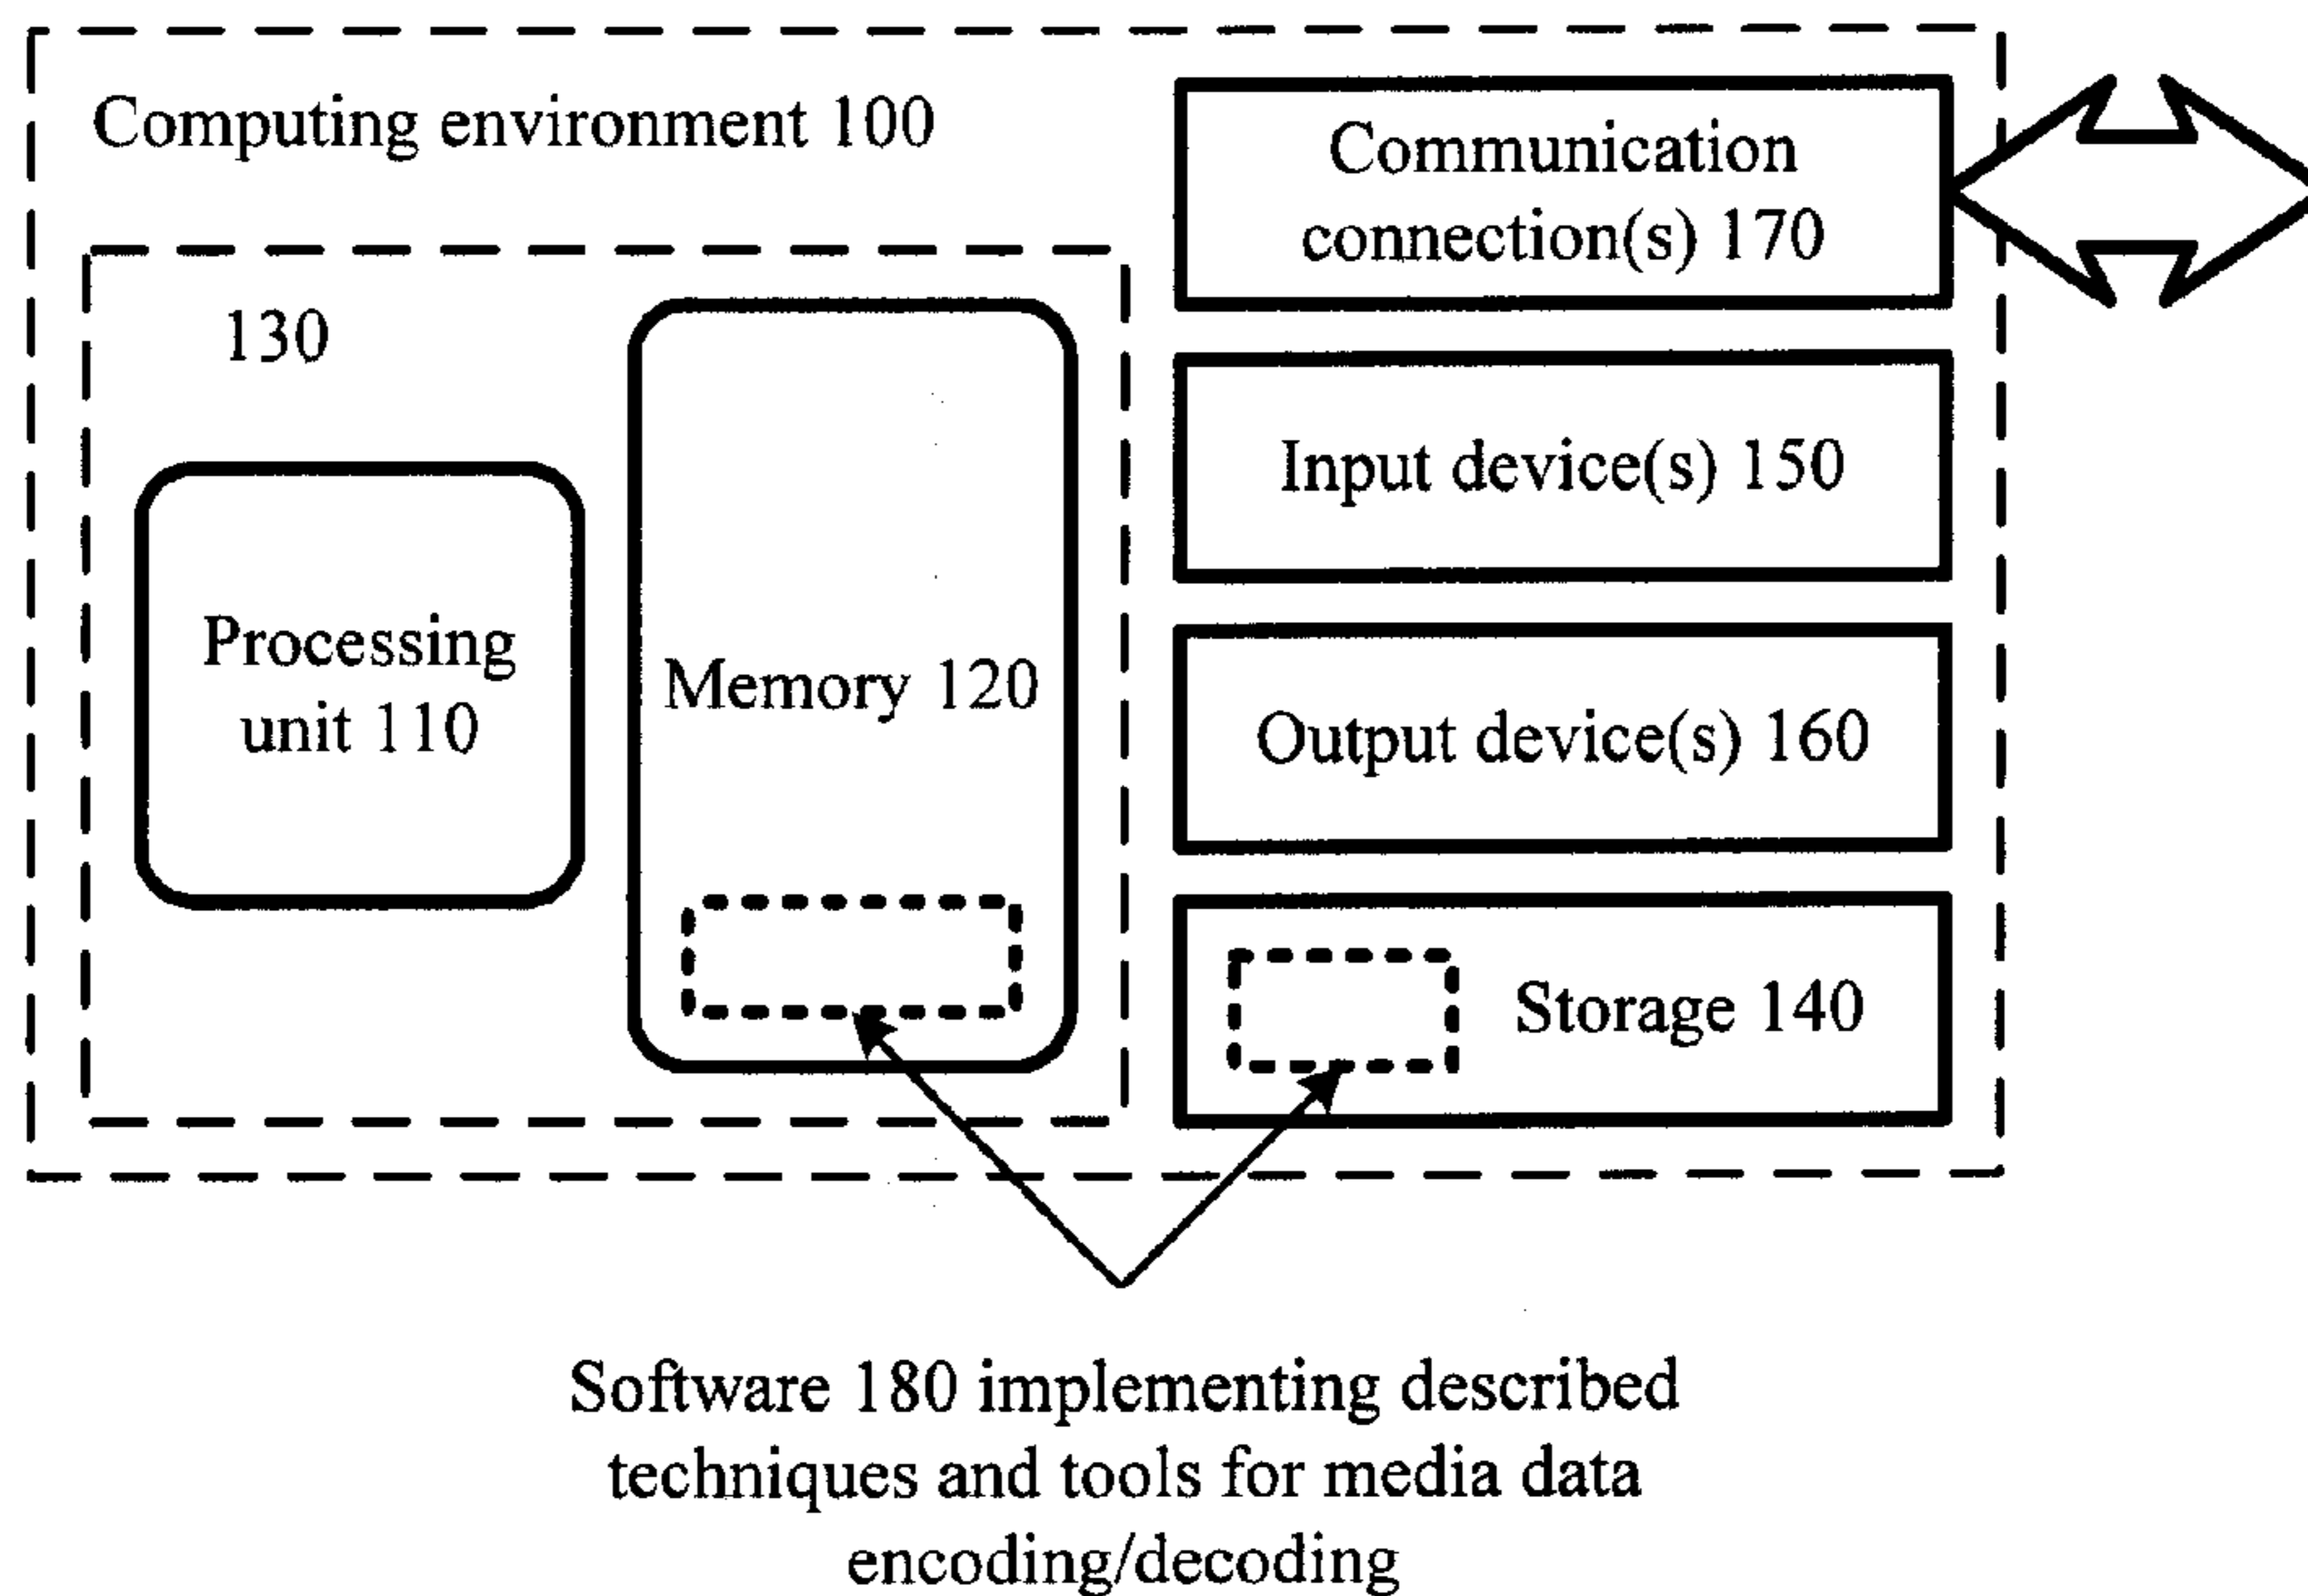 Computing environment 100
Communication
connection(s) 170
130
Input device(s) 150
Processing
unit 110
Memory 120
Output device(s) 160
Storage 140
Software 180 implementing described
techniques and tools for media data
encoding/decoding